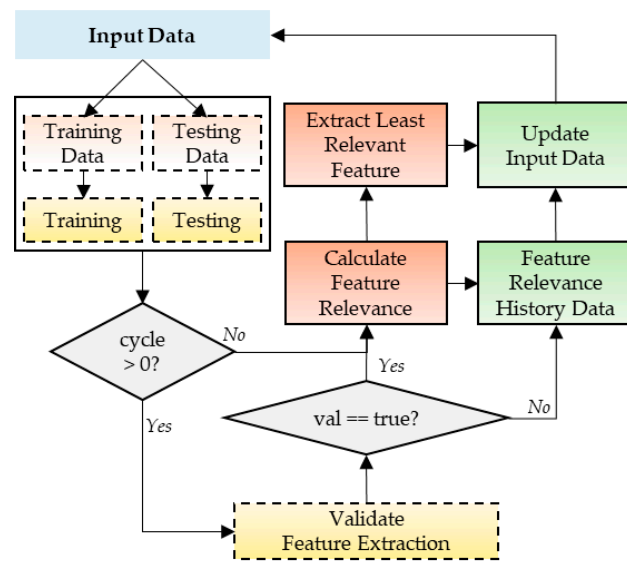 Input Data
Training
Data
Testing
Data
Training
Testing
Extract Least
Relevant
Feature
Update
Input Data
Calculate
Feature
Relevance
Feature
Relevance
History Data
cycle
> 0?
No
Yes
Yes
val == true?
No
Validate
Feature Extraction